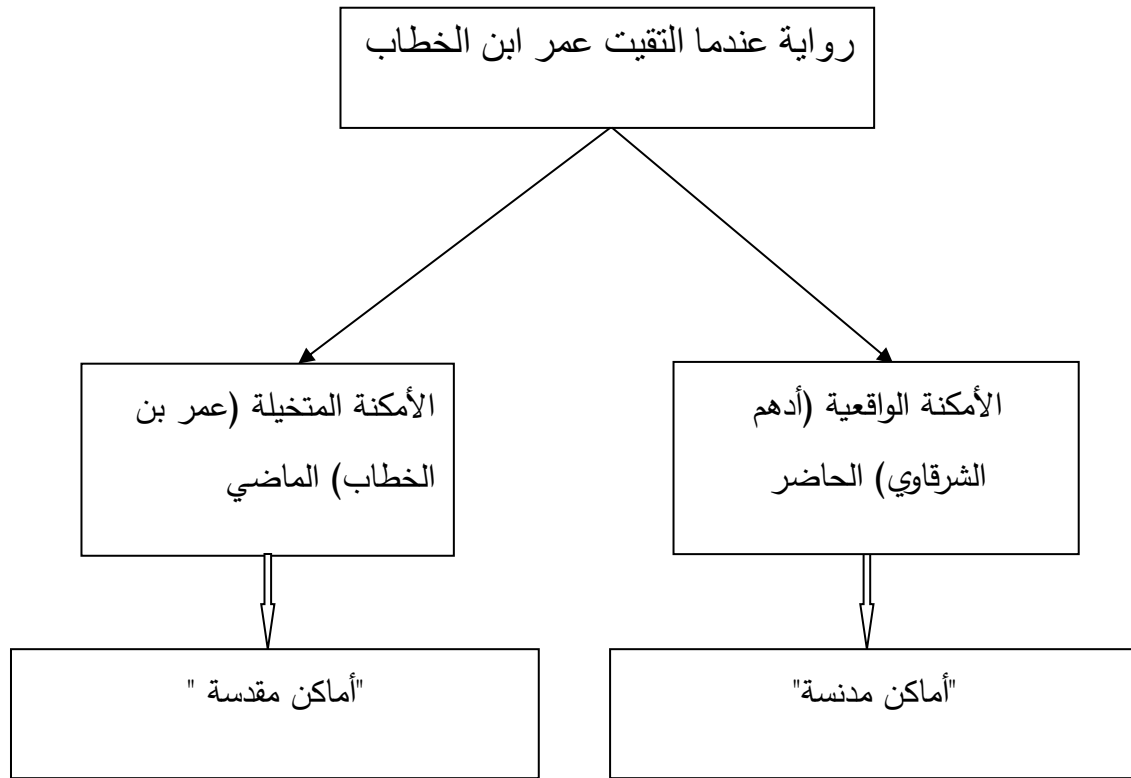 رواية عندما التقيت عمر ابن الخطاب
الأمكنة الواقعية (أدهم
الشرقاوي) الحاضر
الأمكنة المتخيلة (عمر بن
الخطاب) الماضي
"أماكن مدنسة"
"أماكن مقدسة "